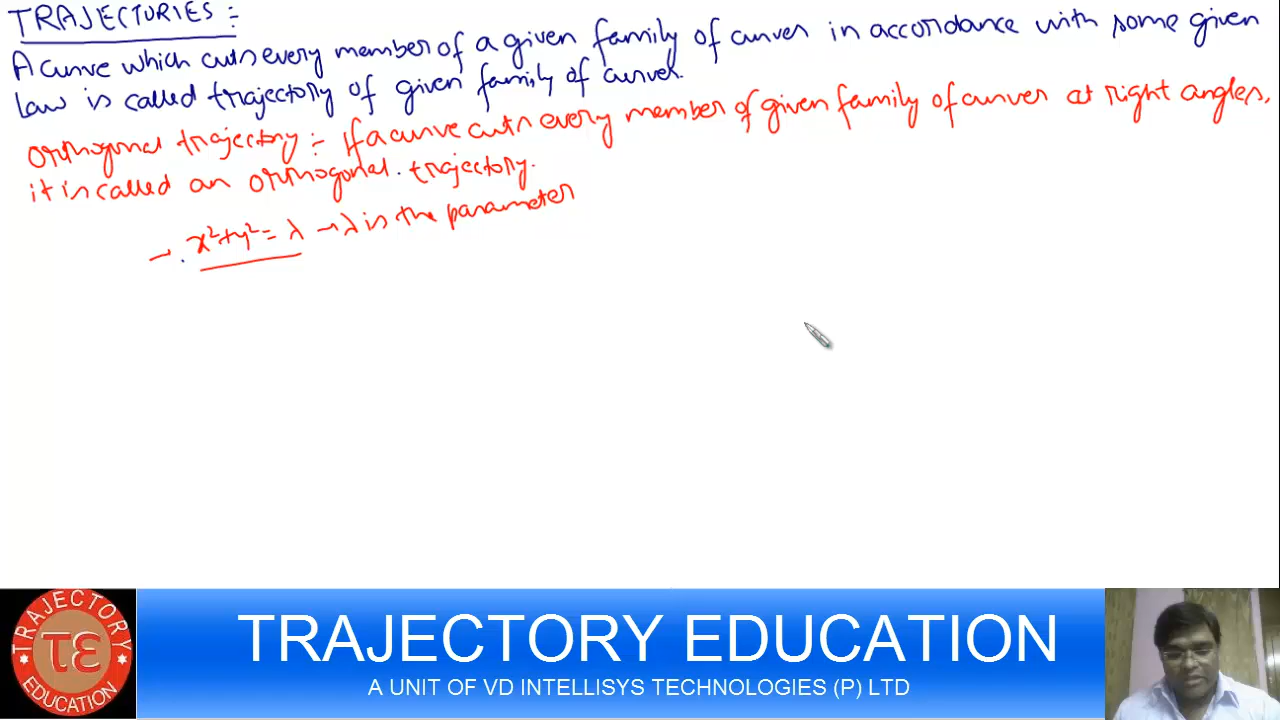 TRAJECTORIES :-
A curve which cuts every member of a given family of curves in accordance with some given
law is called trajectory of given family of curves.
Orthogonal trajectory :- If a curve cuts every member of given family of curves at right angles,
it is called an orthogonal trajectory.
→ x²+y² = λ → λ is the parameter
TRAJECTORY
TE
EDUCATION
TRAJECTORY EDUCATION
A UNIT OF VD INTELLISYS TECHNOLOGIES (P) LTD